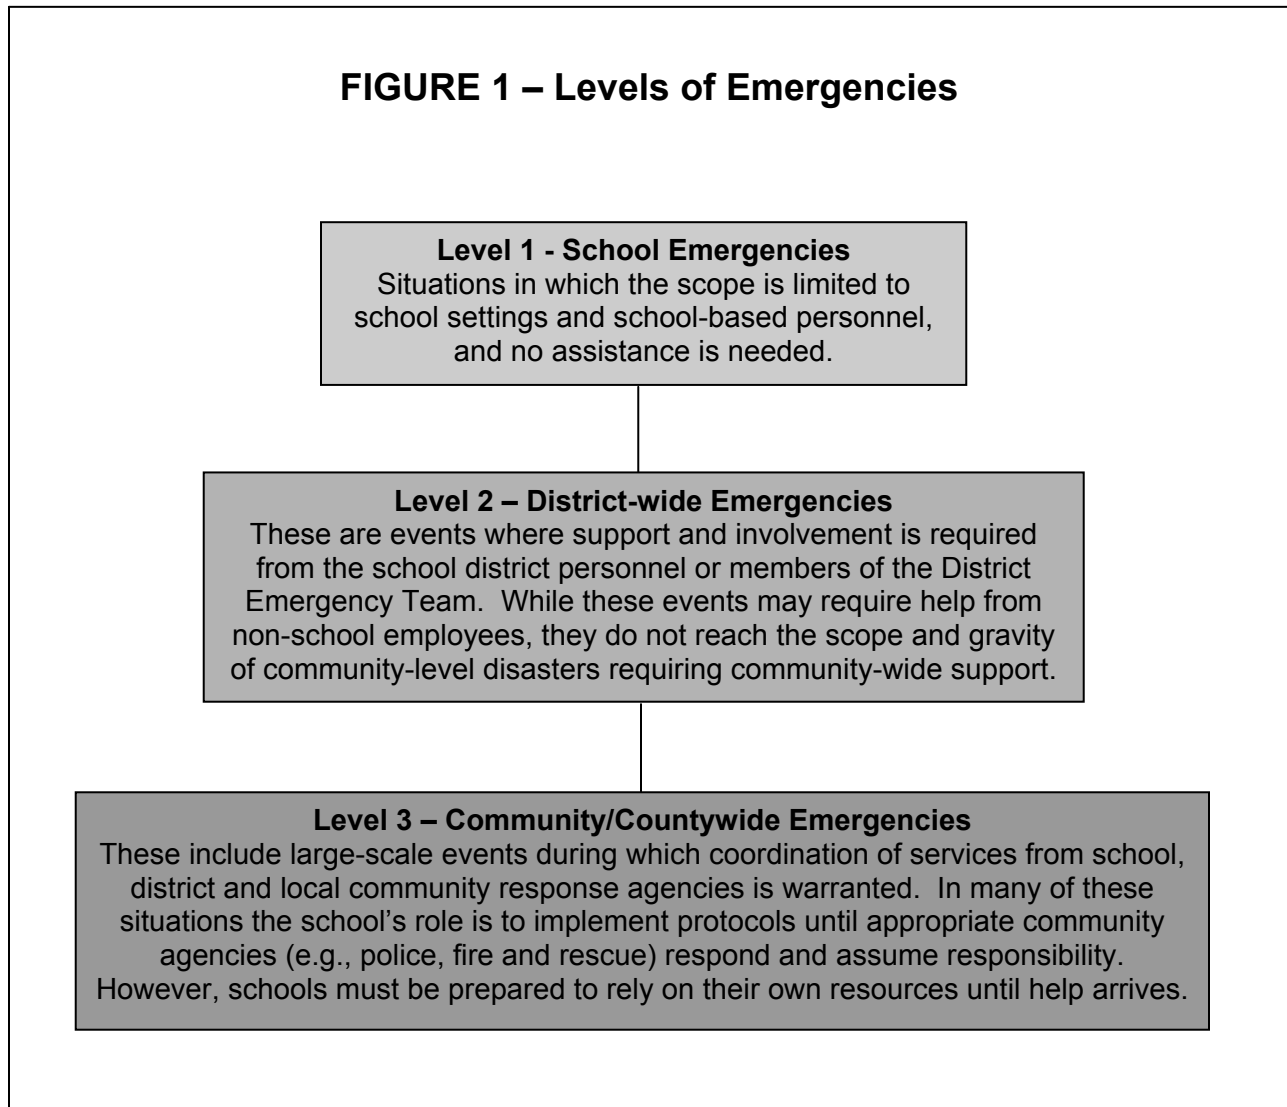 FIGURE 1 – Levels of Emergencies
Level 1 - School Emergencies
Situations in which the scope is limited to
school settings and school-based personnel,
and no assistance is needed.
Level 2 – District-wide Emergencies
These are events where support and involvement is required
from the school district personnel or members of the District
Emergency Team.  While these events may require help from
non-school employees, they do not reach the scope and gravity
of community-level disasters requiring community-wide support.
Level 3 – Community/Countywide Emergencies
These include large-scale events during which coordination of services from school,
district and local community response agencies is warranted.  In many of these
situations the school’s role is to implement protocols until appropriate community
agencies (e.g., police, fire and rescue) respond and assume responsibility.
However, schools must be prepared to rely on their own resources until help arrives.